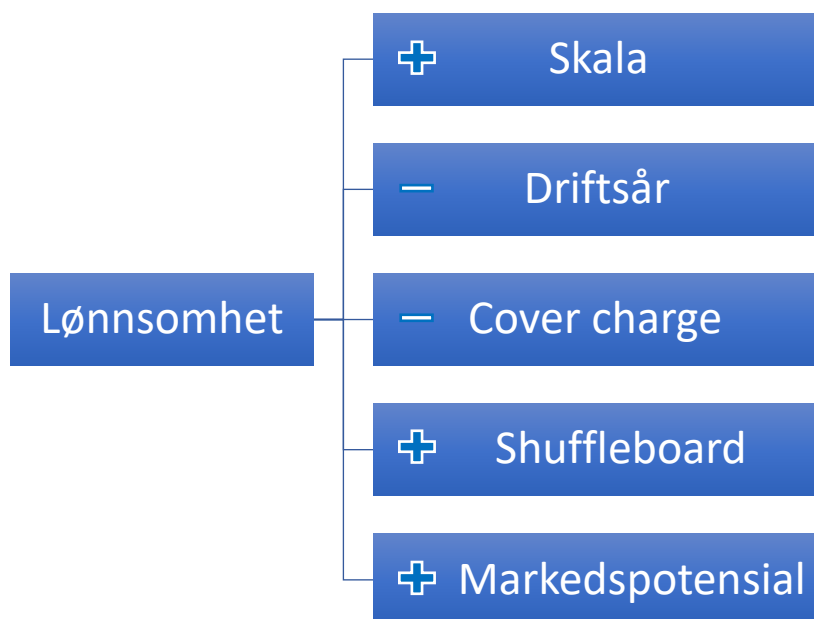 + Skala
− Driftsår
Lønnsomhet
− Cover charge
+ Shuffleboard
+ Markedspotensial